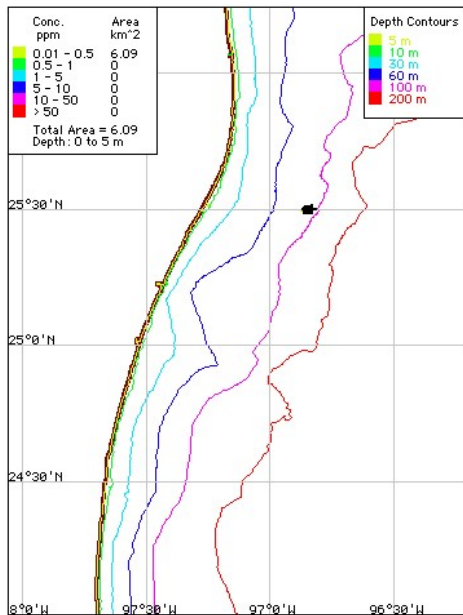 Conc. Area
ppm km^2
0.01 - 0.5 6.09
0.5 - 1 0
1 - 5 0
5 - 10 0
10 - 50 0
>50 0
Total Area = 6.09
Depth: 0 to 5 m
Depth Contours
5 m
10 m
30 m
60 m
100 m
200 m
25°30'N
25°0'N
24°30'N
8°0'W 97°30'W 97°0'W 96°30'W